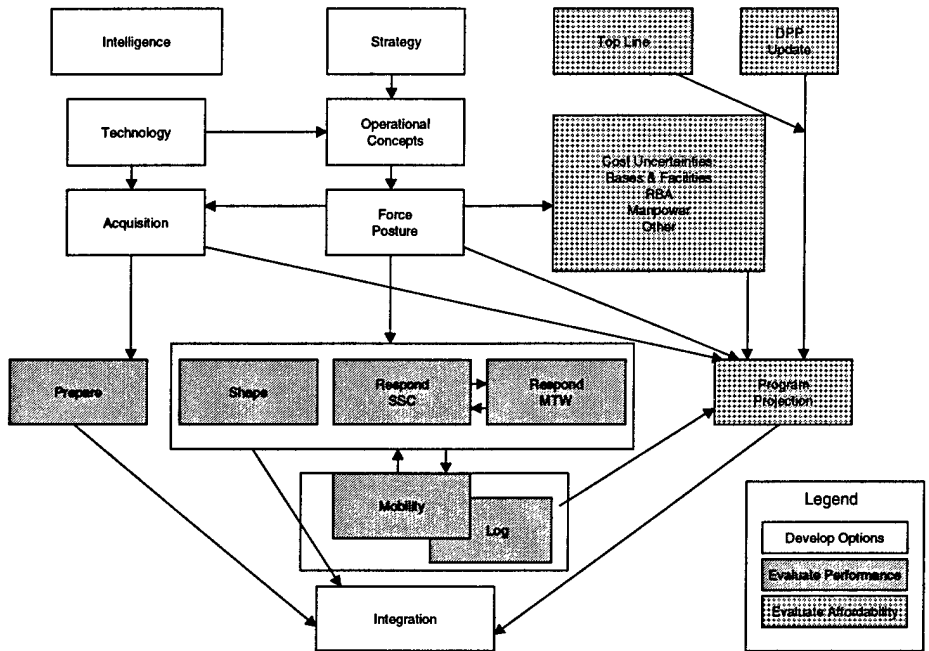 Intelligence
Strategy
Top Line
DPP
Update
Technology
Operational
Concepts
Cost Uncertainties
Bases & Facilities
RBA
Manpower
Other
Acquisition
Force
Posture
Prepare
Shape
Respond
SSC
Respond
MTW
Program
Projection
Mobility
Log
Integration
Legend
Develop Options
Evaluate Performance
Evaluate Affordability